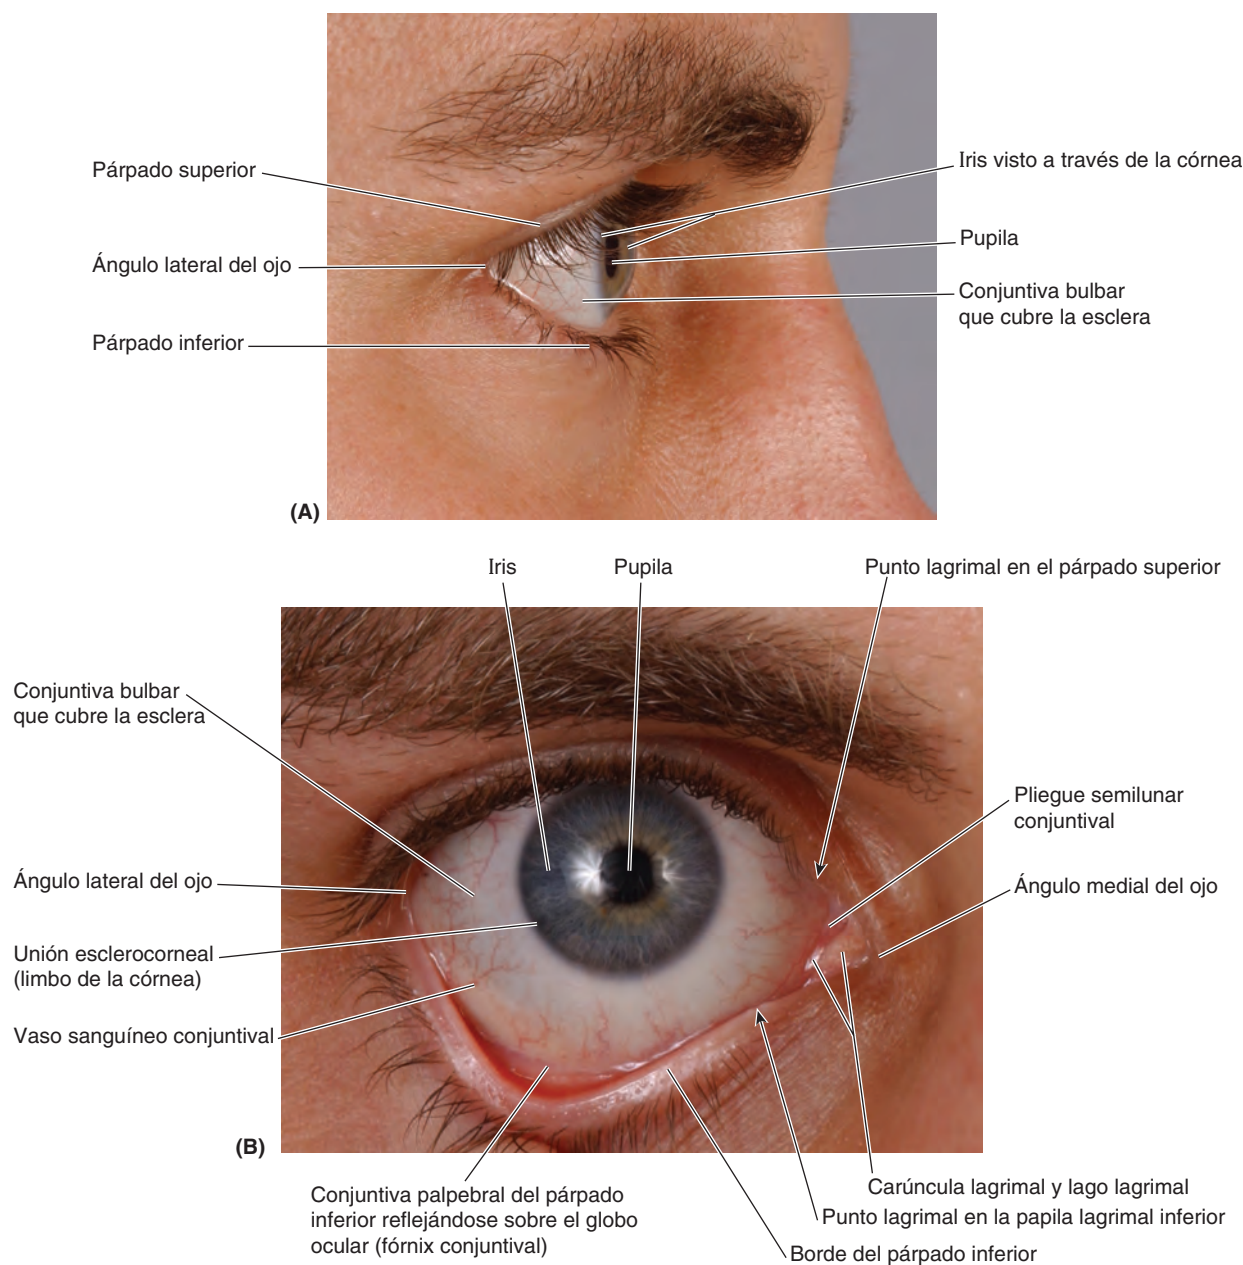 Párpado superior
Ángulo lateral del ojo
Párpado inferior
Iris visto a través de la córnea
Pupila
Conjuntiva bulbar
que cubre la esclera
(A)
Iris
Pupila
Punto lagrimal en el párpado superior
Conjuntiva bulbar
que cubre la esclera
Ángulo lateral del ojo
Unión esclerocorneal
(limbo de la córnea)
Vaso sanguíneo conjuntival
Pliegue semilunar
conjuntival
Ángulo medial del ojo
(B)
Conjuntiva palpebral del párpado
inferior reflejándose sobre el globo
ocular (fórnix conjuntival)
Carúncula lagrimal y lago lagrimal
Punto lagrimal en la papila lagrimal inferior
Borde del párpado inferior